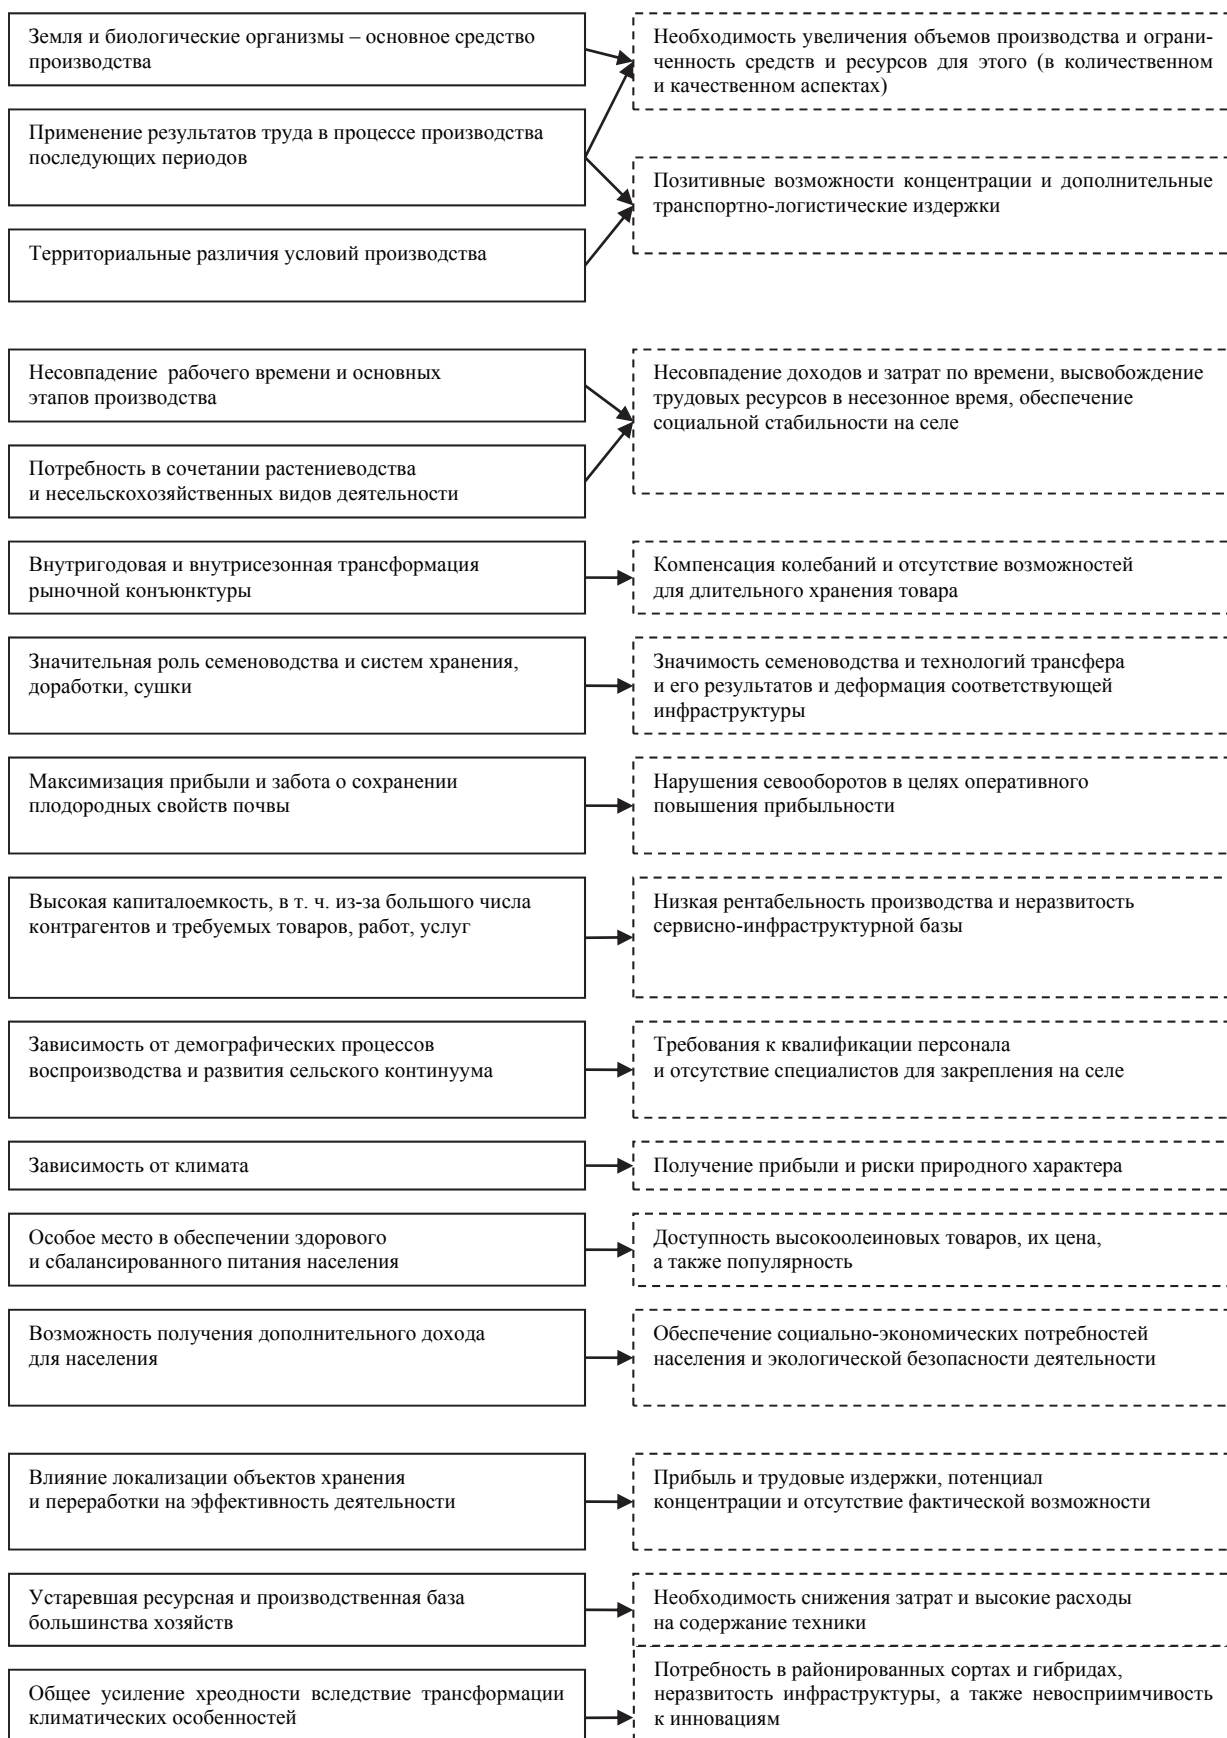 Земля и биологические организмы – основное средство
производства
Необходимость увеличения объемов производства и ограни-
ченность средств и ресурсов для этого (в количественном
и качественном аспектах)
Применение результатов труда в процессе производства
последующих периодов
Позитивные возможности концентрации и дополнительные
транспортно-логистические издержки
Территориальные различия условий производства
Несовпадение рабочего времени и основных
этапов производства
Несовпадение доходов и затрат по времени, высвобождение
трудовых ресурсов в несезонное время, обеспечение
социальной стабильности на селе
Потребность в сочетании растениеводства
и несельскохозяйственных видов деятельности
Внутригодовая и внутрисезонная трансформация
рыночной конъюнктуры
Компенсация колебаний и отсутствие возможностей
для длительного хранения товара
Значительная роль семеноводства и систем хранения,
доработки, сушки
Значимость семеноводства и технологий трансфера
и его результатов и деформация соответствующей
инфраструктуры
Максимизация прибыли и забота о сохранении
плодородных свойств почвы
Нарушения севооборотов в целях оперативного
повышения прибыльности
Высокая капиталоемкость, в т. ч. из-за большого числа
контрагентов и требуемых товаров, работ, услуг
Низкая рентабельность производства и неразвитость
сервисно-инфраструктурной базы
Зависимость от демографических процессов
воспроизводства и развития сельского континуума
Требования к квалификации персонала
и отсутствие специалистов для закрепления на селе
Зависимость от климата
Получение прибыли и риски природного характера
Особое место в обеспечении здорового
и сбалансированного питания населения
Доступность высокоолеиновых товаров, их цена,
а также популярность
Возможность получения дополнительного дохода
для населения
Обеспечение социально-экономических потребностей
населения и экологической безопасности деятельности
Влияние локализации объектов хранения
и переработки на эффективность деятельности
Прибыль и трудовые издержки, потенциал
концентрации и отсутствие фактической возможности
Устаревшая ресурсная и производственная база
большинства хозяйств
Необходимость снижения затрат и высокие расходы
на содержание техники
Общее усиление хреодности вследствие трансформации
климатических особенностей
Потребность в районированных сортах и гибридах,
неразвитость инфраструктуры, а также невосприимчивость
к инновациям